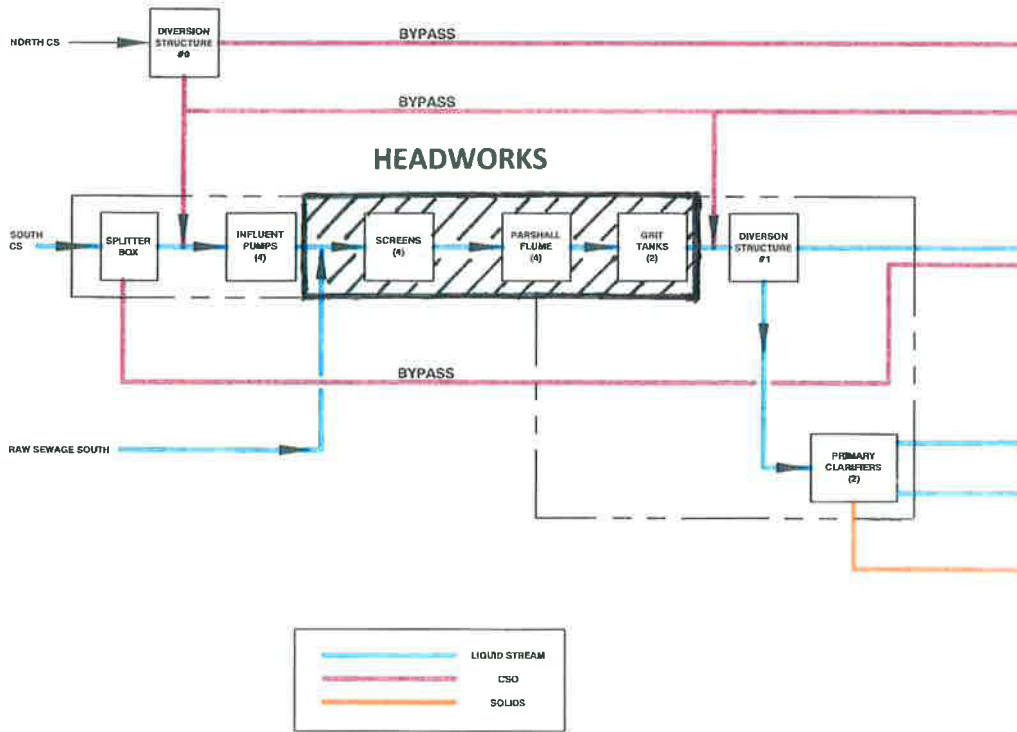 DIVERSION
STRUCTURE
#0
NORTH CS
BYPASS
BYPASS
HEADWORKS
SOUTH
CS
SPLITTER
BOX
INFLUENT
PUMPS
(4)
SCREENS
(4)
PARSHALL
FLUME
(4)
GRIT
TANKS
(2)
DIVERSON
STRUCTURE
#1
BYPASS
RAW SEWAGE SOUTH
PRIMARY
CLARIFIERS
(2)
LIQUID STREAM
CSO
SOLIDS